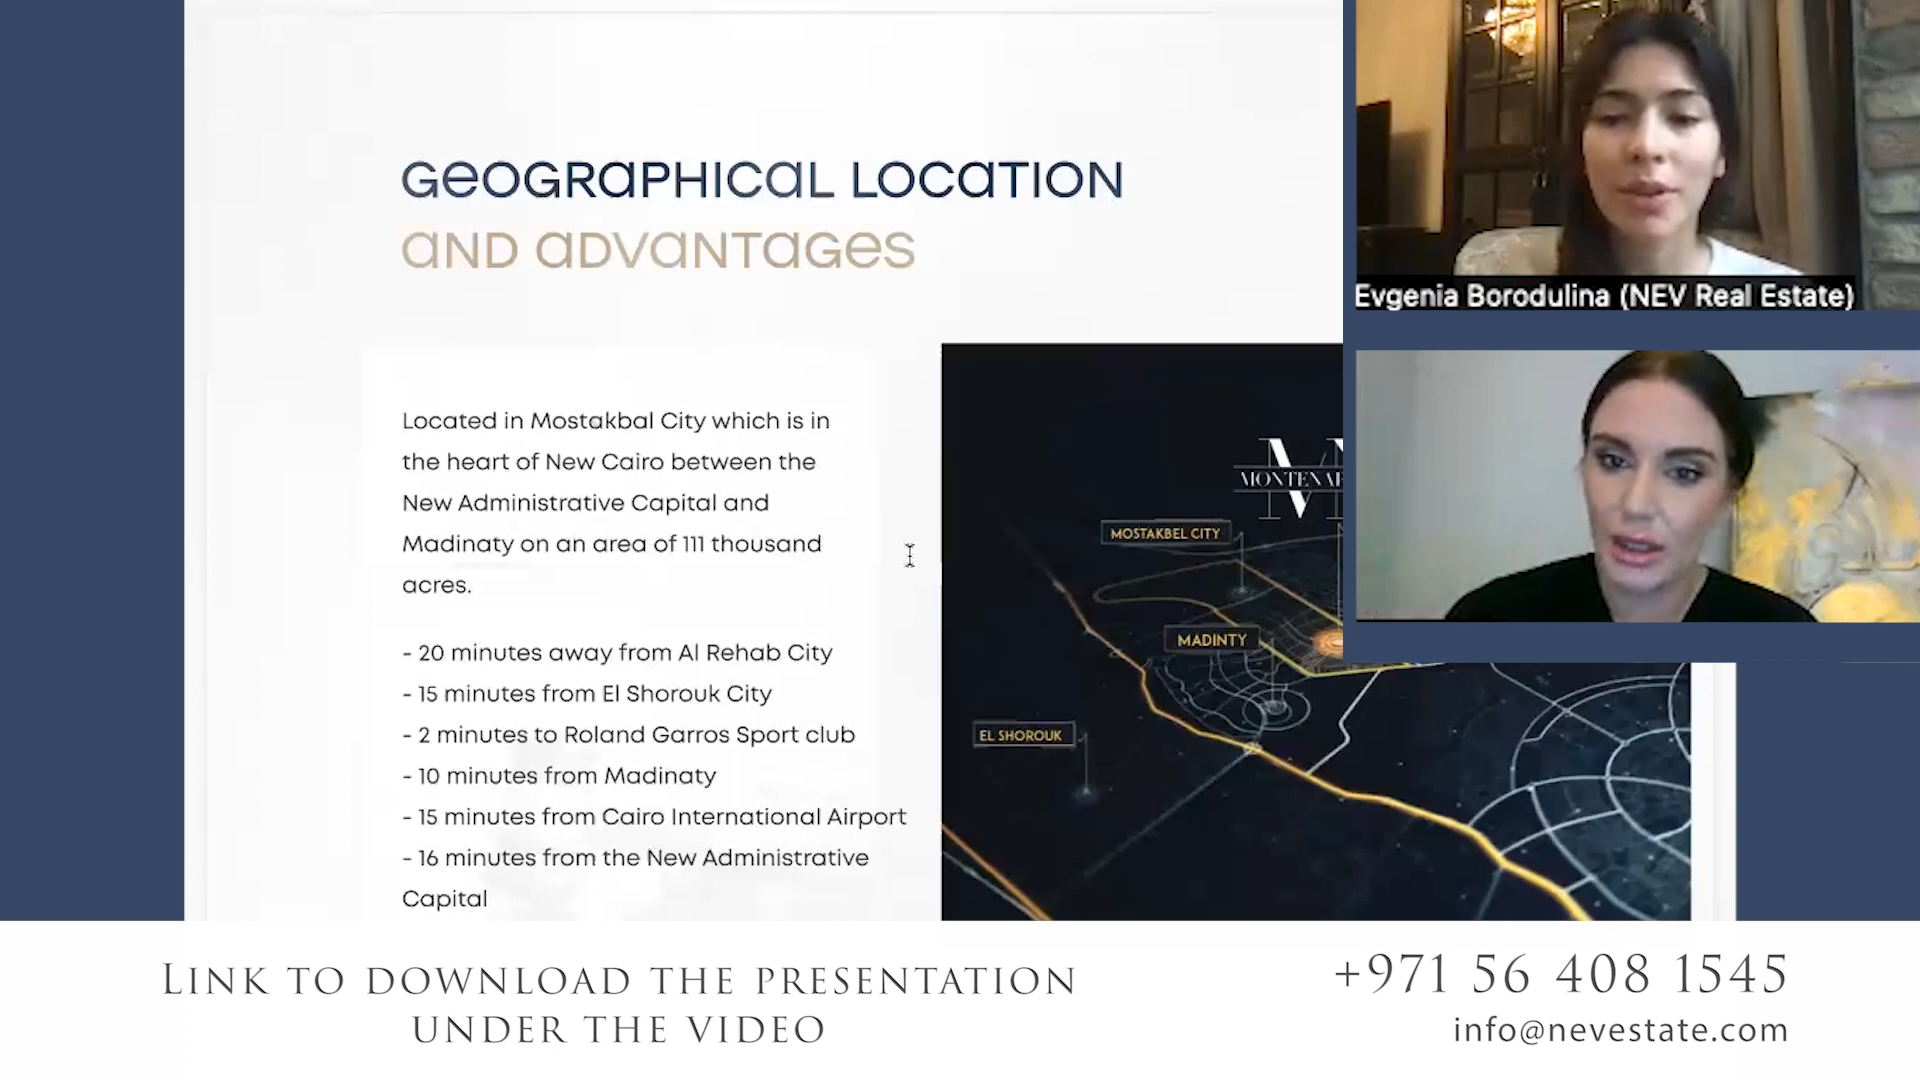 GEOGRAPHICAL LOCATION
AND ADVANTAGES
Located in Mostakbal City which is in
the heart of New Cairo between the
New Administrative Capital and
Madinaty on an area of 111 thousand
acres.
- 20 minutes away from Al Rehab City
- 15 minutes from El Shorouk City
- 2 minutes to Roland Garros Sport club
- 10 minutes from Madinaty
- 15 minutes from Cairo International Airport
- 16 minutes from the New Administrative
Capital
MOSTAKBEL CITY
MADINTY
EL SHOROUK
Evgenia Borodulina (NEV Real Estate)
LINK TO DOWNLOAD THE PRESENTATION
UNDER THE VIDEO
+971 56 408 1545
info@nevestate.com